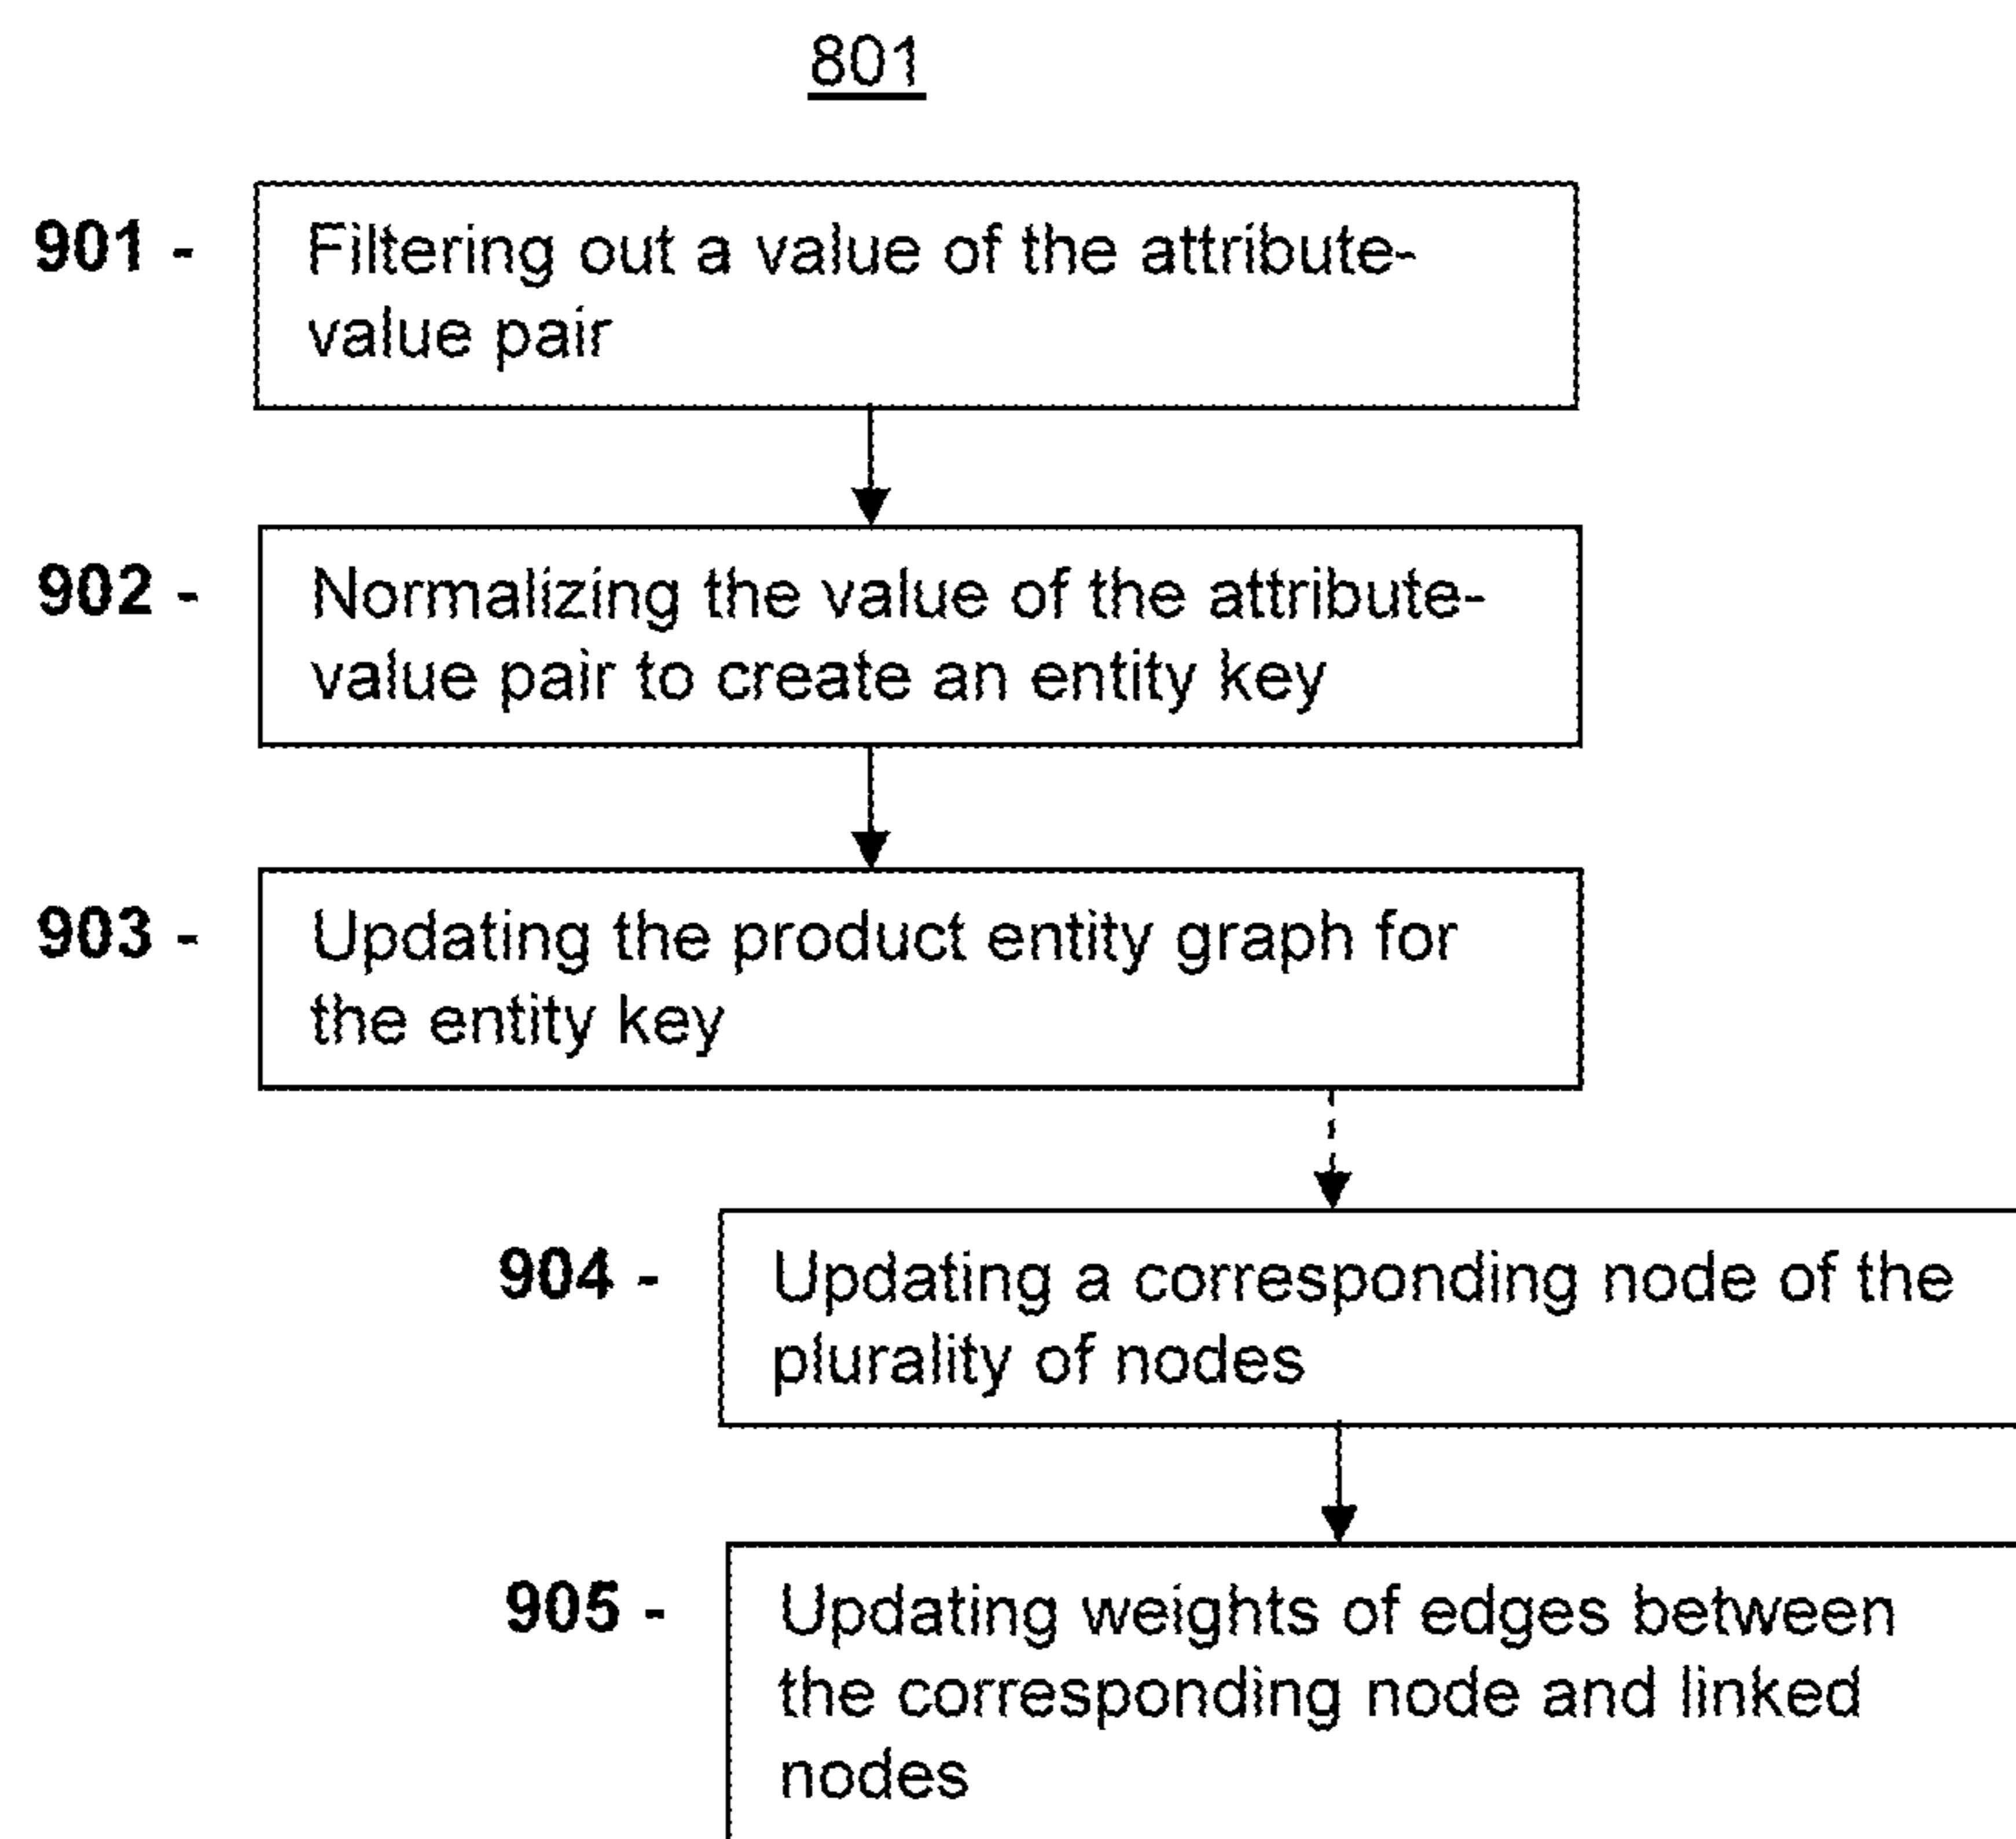 801
901 - Filtering out a value of the attribute-
value pair
902 - Normalizing the value of the attribute-
value pair to create an entity key
903 - Updating the product entity graph for
the entity key
904 - Updating a corresponding node of the
plurality of nodes
905 - Updating weights of edges between
the corresponding node and linked
nodes